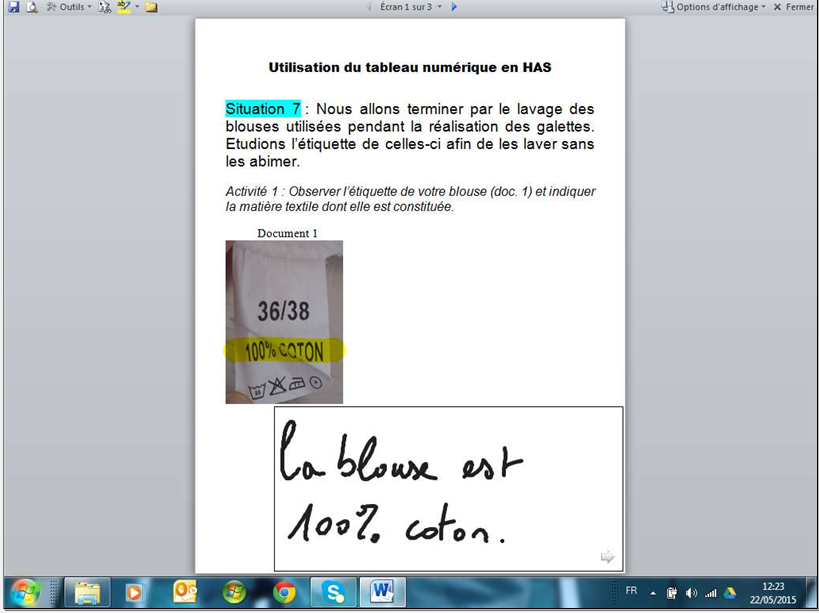 Outils
Écran 1 sur 3
Options d'affichage
Fermer
Utilisation du tableau numérique en HAS
Situation 7 : Nous allons terminer par le lavage des
blouses utilisées pendant la réalisation des galettes.
Etudions l'étiquette de celles-ci afin de les laver sans
les abimer.
Activité 1 : Observer l'étiquette de votre blouse (doc. 1) et indiquer
la matière textile dont elle est constituée.
Document 1
36/38
100% COTON
la blouse est
100% coton.
FR
12:23
22/05/2015